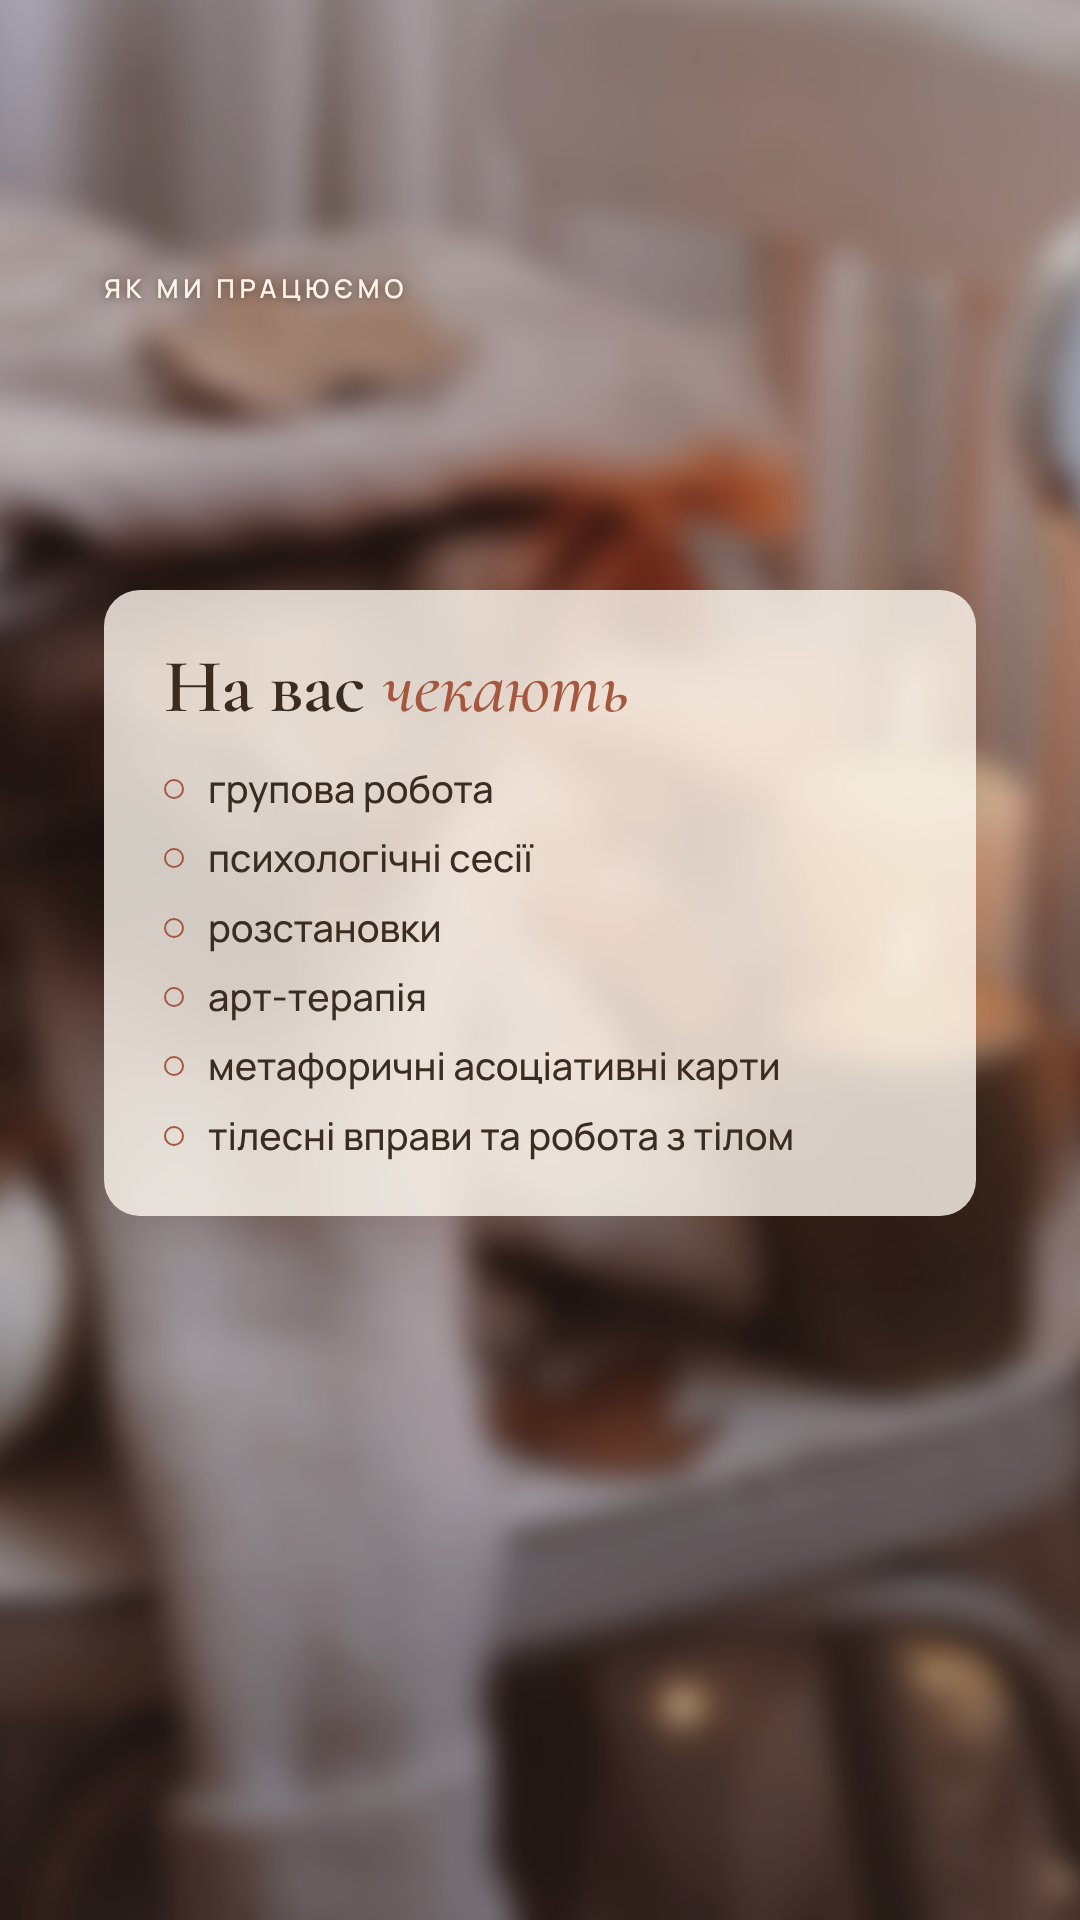 ЯК МИ ПРАЦЮЄМО
На вас чекають
групова робота
психологічні сесії
розстановки
арт-терапія
метафоричні асоціативні карти
тілесні вправи та робота з тілом